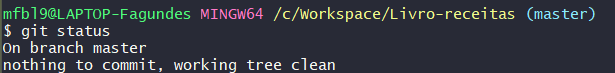 mfbl9@LAPTOP-Fagundes MINGW64 /c/Workspace/Livro-receitas (master)
$ git status
On branch master
nothing to commit, working tree clean